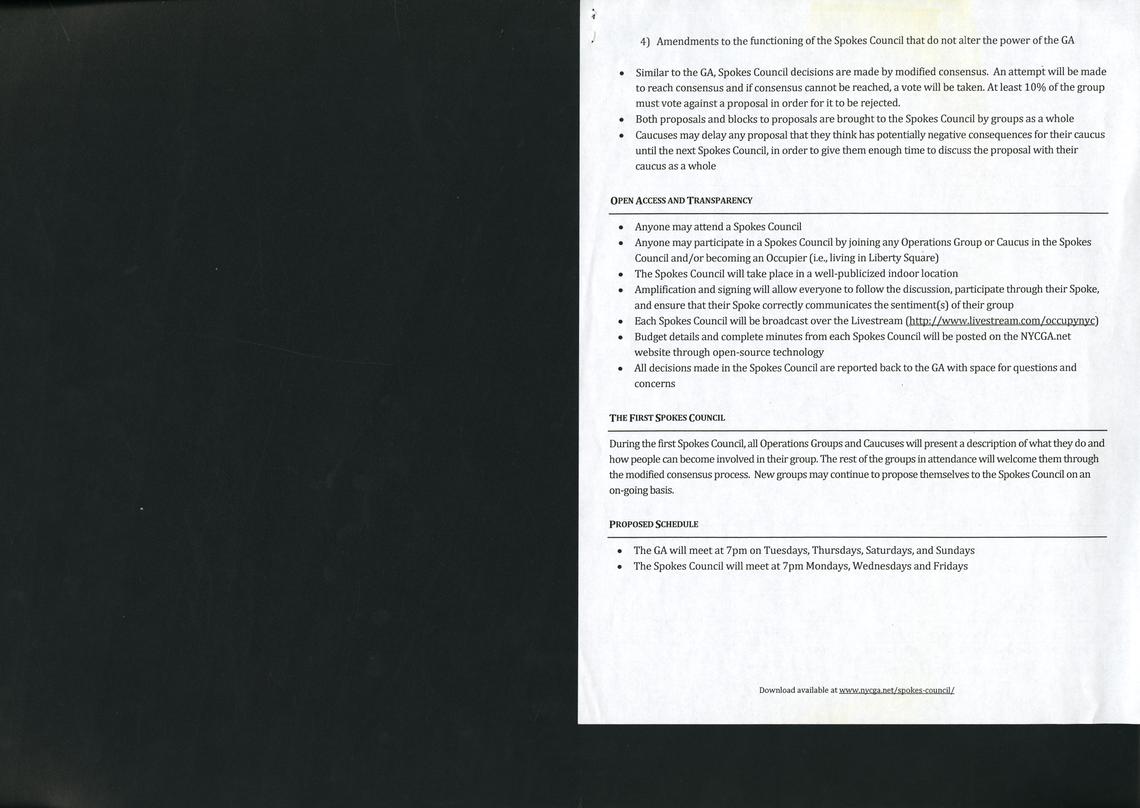 4) Amendments to the functioning of the Spokes Council that do not alter the power of the GA
• Similar to the GA, Spokes Council decisions are made by modified consensus. An attempt will be made
to reach consensus and if consensus cannot be reached, a vote will be taken. At least 10% of the group
must vote against a proposal in order for it to be rejected.
• Both proposals and blocks to proposals are brought to the Spokes Council by groups as a whole
• Caucuses may delay any proposal that they think has potentially negative consequences for their caucus
until the next Spokes Council, in order to give them enough time to discuss the proposal with their
caucus as a whole
OPEN ACCESS AND TRANSPARENCY
• Anyone may attend a Spokes Council
• Anyone may participate in a Spokes Council by joining any Operations Group or Caucus in the Spokes
Council and/or becoming an Occupier (i.e., living in Liberty Square)
• The Spokes Council will take place in a well-publicized indoor location
• Amplification and signing will allow everyone to follow the discussion, participate through their Spoke,
and ensure that their Spoke correctly communicates the sentiment(s) of their group
• Each Spokes Council will be broadcast over the Livestream (http://www.livestream.com/occupynyc)
• Budget details and complete minutes from each Spokes Council will be posted on the NYCGA.net
website through open-source technology
• All decisions made in the Spokes Council are reported back to the GA with space for questions and
concerns
THE FIRST SPOKES COUNCIL
During the first Spokes Council, all Operations Groups and Caucuses will present a description of what they do and
how people can become involved in their group. The rest of the groups in attendance will welcome them through
the modified consensus process. New groups may continue to propose themselves to the Spokes Council on an
on-going basis.
PROPOSED SCHEDULE
• The GA will meet at 7pm on Tuesdays, Thursdays, Saturdays, and Sundays
• The Spokes Council will meet at 7pm Mondays, Wednesdays and Fridays
Download available at www.nycga.net/spokes-council/